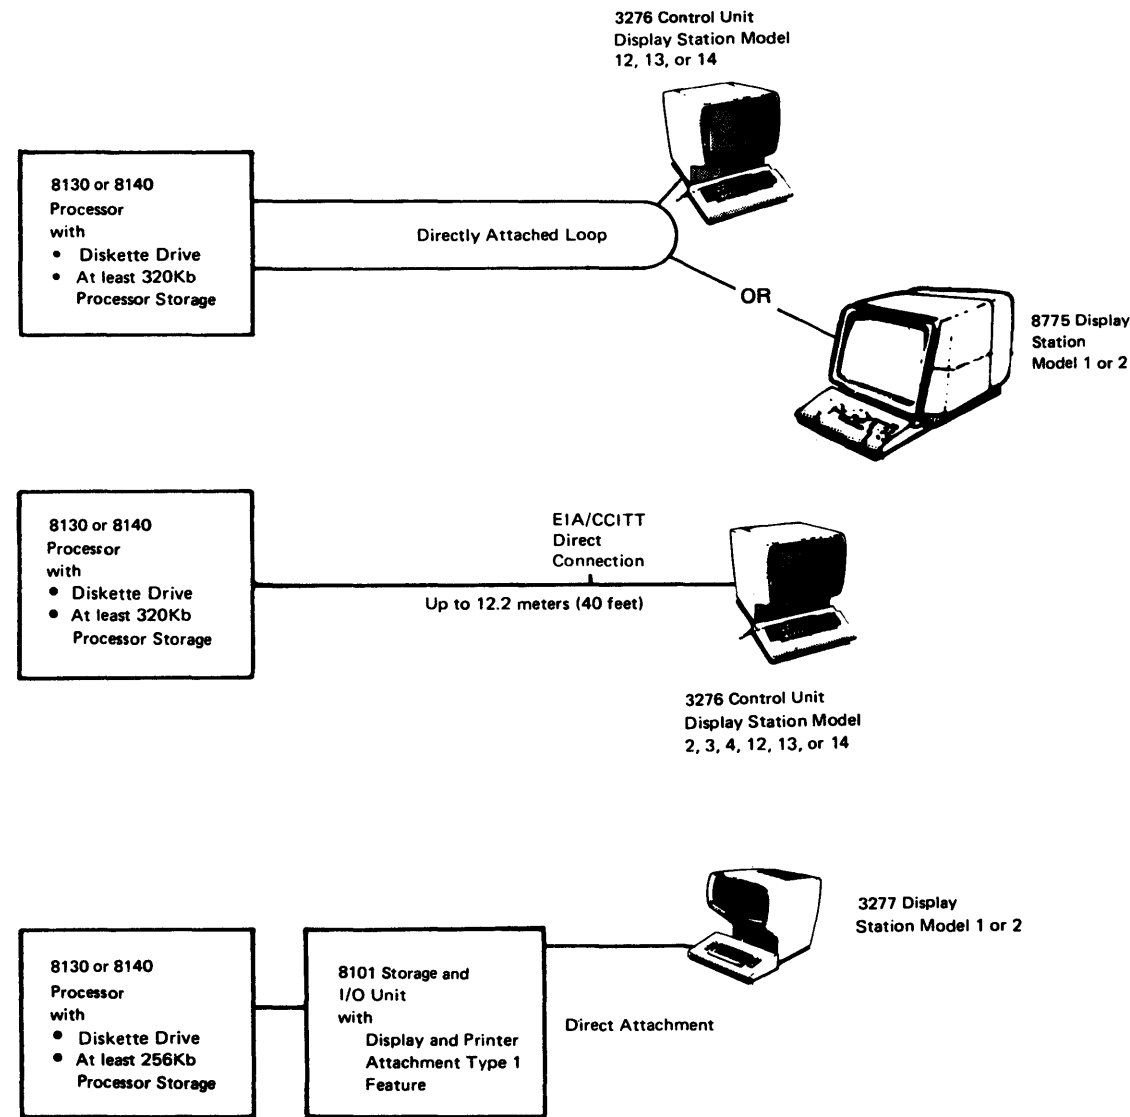 3276 Control Unit
Display Station Model
12, 13, or 14
8130 or 8140
Processor
with
• Diskette Drive
• At least 320Kb
Processor Storage
Directly Attached Loop
OR
8775 Display
Station
Model 1 or 2
8130 or 8140
Processor
with
• Diskette Drive
• At least 320Kb
Processor Storage
EIA/CCITT
Direct
Connection
Up to 12.2 meters (40 feet)
3276 Control Unit
Display Station Model
2, 3, 4, 12, 13, or 14
8130 or 8140
Processor
with
• Diskette Drive
• At least 256Kb
Processor Storage
8101 Storage and
I/O Unit
with
Display and Printer
Attachment Type 1
Feature
Direct Attachment
3277 Display
Station Model 1 or 2